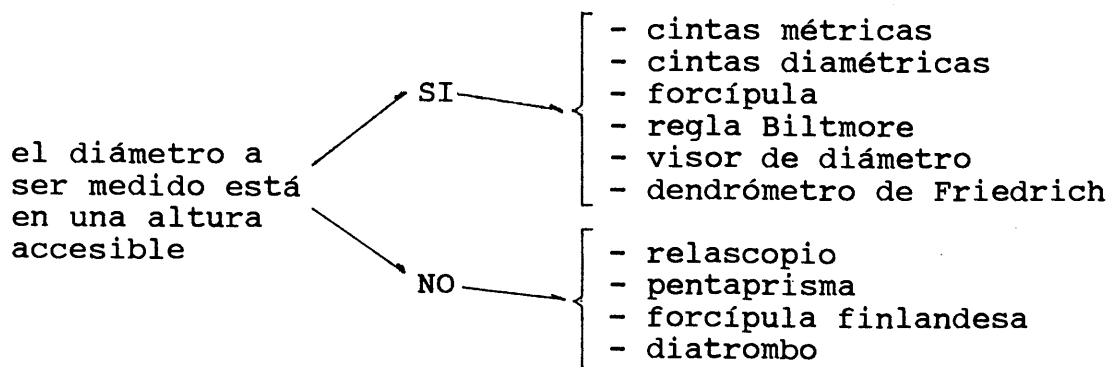 el diámetro a
ser medido está
en una altura
accesible
SI
- cintas métricas
- cintas diamétricas
- forcípula
- regla Biltmore
- visor de diámetro
- dendrómetro de Friedrich
NO
- relascopio
- pentaprisma
- forcípula finlandesa
- diatrombo